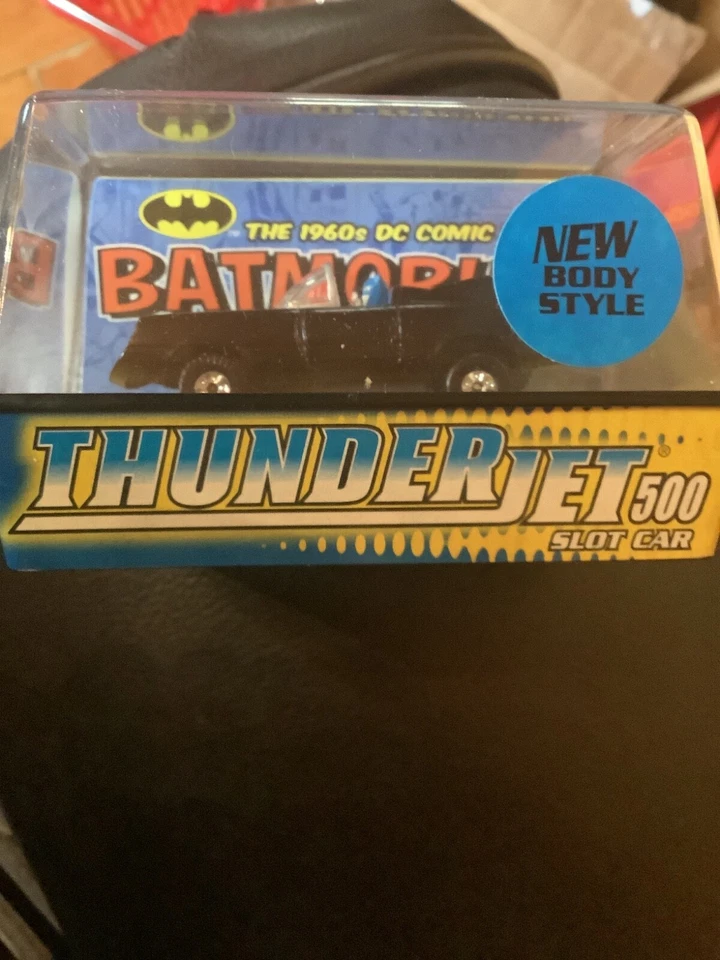 THE 1960s DC COMIC
NEW
BODY
STYLE
THUNDERJET 500
®
SLOT CAR